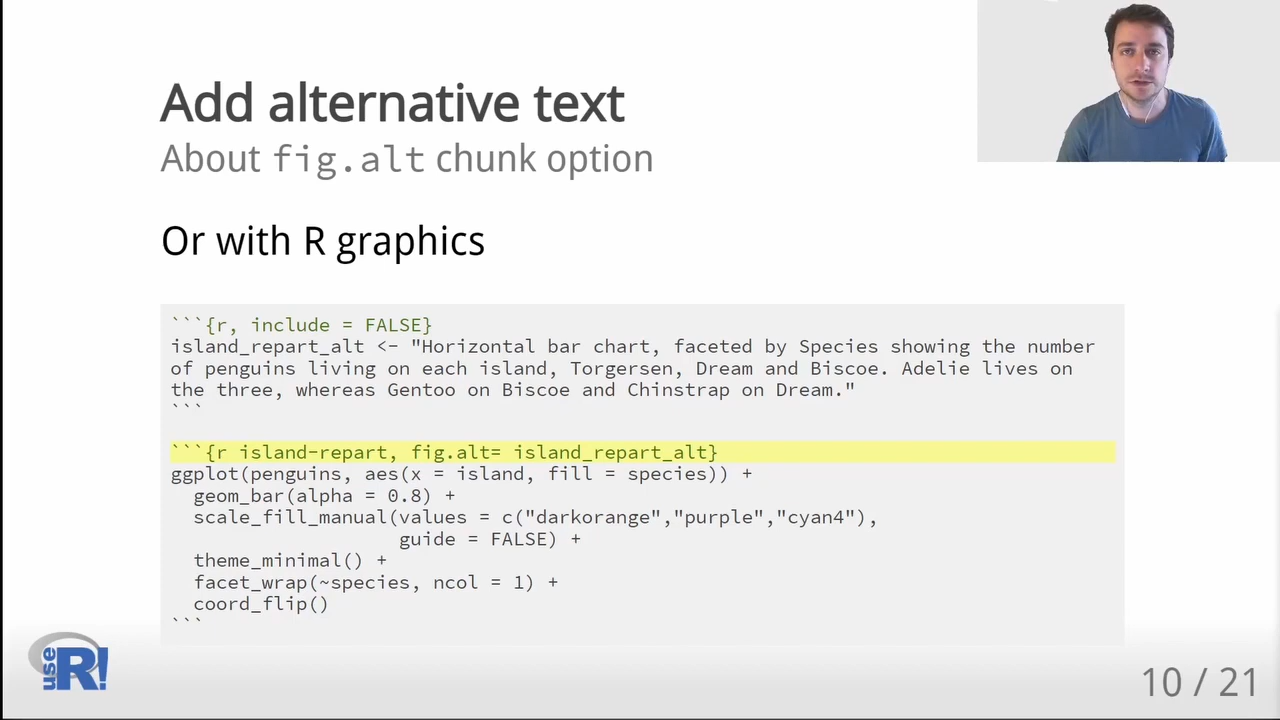 Add alternative text
About fig.alt chunk option
Or with R graphics
```{r, include = FALSE}
island_repart_alt <- "Horizontal bar chart, faceted by Species showing the number
of penguins living on each island, Torgersen, Dream and Biscoe. Adelie lives on
the three, whereas Gentoo on Biscoe and Chinstrap on Dream."
```
```{r island-repart, fig.alt= island_repart_alt}
ggplot(penguins, aes(x = island, fill = species)) +
  geom_bar(alpha = 0.8) +
  scale_fill_manual(values = c("darkorange","purple","cyan4"),
                    guide = FALSE) +
  theme_minimal() +
  facet_wrap(~species, ncol = 1) +
  coord_flip()
```
use R!
10 / 21